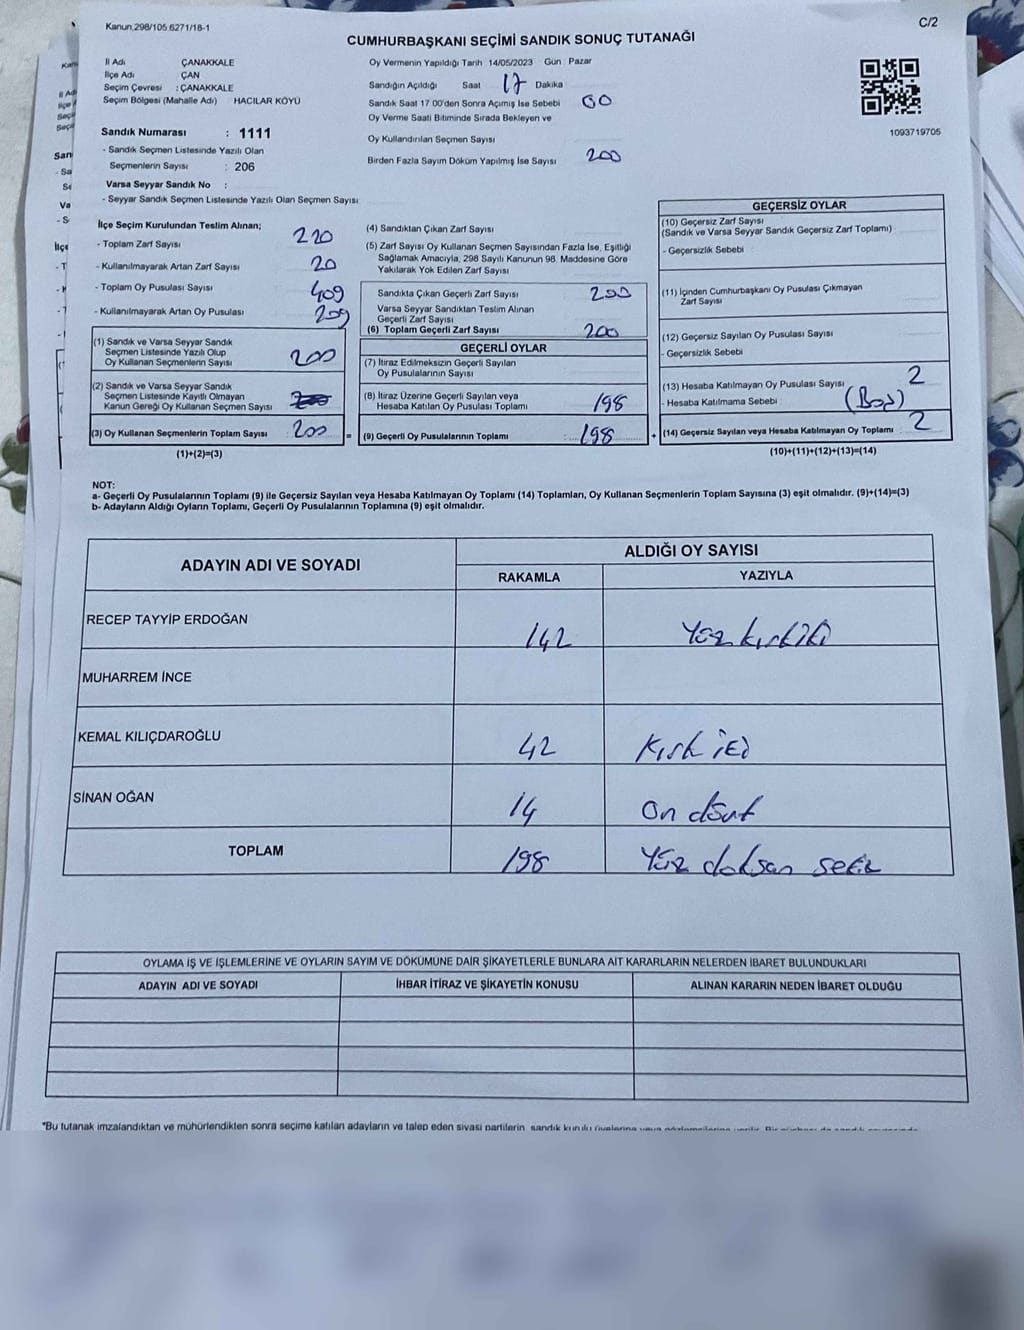 Kanun,298/105,6271/18-1
C/2
CUMHURBAŞKANI SEÇİMİ SANDIK SONUÇ TUTANAĞI
İl Adı ÇANAKKALE
İlçe Adı ÇAN
Seçim Çevresi : ÇANAKKALE
Seçim Bölgesi (Mahalle Adı) HACILAR KÖYÜ
Sandık Numarası : 1111
- Sandık Seçmen Listesinde Yazılı Olan
Seçmenlerin Sayısı : 206
Varsa Seyyar Sandık No :
- Seyyar Sandık Seçmen Listesinde Yazılı Olan Seçmen Sayısı
Oy Vermenin Yapıldığı Tarih 14/05/2023 Gün Pazar
Sandığın Açıldığı Saat 17 Dakika
Sandık Saat 17 00'den Sonra Açımış İse Sebebi 00
Oy Verme Saati Bitiminde Sırada Bekleyen ve
Oy Kullandırılan Seçmen Sayısı
Birden Fazla Sayım Döküm Yapılmış İse Sayısı 200
1093719705
İlçe Seçim Kurulundan Teslim Alınan;
- Toplam Zarf Sayısı 220
- Kullanılmayarak Artan Zarf Sayısı 20
- Toplam Oy Pusulası Sayısı 409
- Kullanılmayarak Artan Oy Pusulası 209
(1) Sandık ve Varsa Seyyar Sandık
Seçmen Listesinde Yazılı Olup
Oy Kullanan Seçmenlerin Sayısı 200
(2) Sandık ve Varsa Seyyar Sandık
Seçmen Listesinde Kayıtlı Olmayan
Kanun Gereği Oy Kullanan Seçmen Sayısı
(3) Oy Kullanan Seçmenlerin Toplam Sayısı : 200 =
(1)+(2)=(3)
(4) Sandıktan Çıkan Zarf Sayısı
(5) Zarf Sayısı Oy Kullanan Seçmen Sayısından Fazla İse, Eşitliği
Sağlamak Amacıyla, 298 Sayılı Kanunun 98. Maddesine Göre
Yakılarak Yok Edilen Zarf Sayısı
Sandıkta Çıkan Geçerli Zarf Sayısı 200
Varsa Seyyar Sandıktan Teslim Alınan
Geçerli Zarf Sayısı
(6) Toplam Geçerli Zarf Sayısı 200
GEÇERLİ OYLAR
(7) İtiraz Edilmeksizin Geçerli Sayılan
Oy Pusulalarının Sayısı
(8) İtiraz Üzerine Geçerli Sayılan veya
Hesaba Katılan Oy Pusulası Toplamı 198
(9) Geçerli Oy Pusulalarının Toplamı 198 +
GEÇERSİZ OYLAR
(10) Geçersiz Zarf Sayısı
(Sandık ve Varsa Seyyar Sandık Geçersiz Zarf Toplamı)
- Geçersizlik Sebebi
(11) İçinden Cumhurbaşkanı Oy Pusulası Çıkmayan
Zarf Sayısı
(12) Geçersiz Sayılan Oy Pusulası Sayısı
- Geçersizlik Sebebi
(13) Hesaba Katılmayan Oy Pusulası Sayısı 2
- Hesaba Katılmama Sebebi (Boş)
(14) Geçersiz Sayılan veya Hesaba Katılmayan Oy Toplamı 2
(10)+(11)+(12)+(13)=(14)
NOT:
a- Geçerli Oy Pusulalarının Toplamı (9) ile Geçersiz Sayılan veya Hesaba Katılmayan Oy Toplamı (14) Toplamları, Oy Kullanan Seçmenlerin Toplam Sayısına (3) eşit olmalıdır. (9)+(14)=(3)
b- Adayların Aldığı Oyların Toplamı, Geçerli Oy Pusulalarının Toplamına (9) eşit olmalıdır.
ADAYIN ADI VE SOYADI
ALDIĞI OY SAYISI
RAKAMLA YAZIYLA
RECEP TAYYİP ERDOĞAN 142 Yüz kırkiki
MUHARREM İNCE
KEMAL KILIÇDAROĞLU 42 Kırk iki
SİNAN OĞAN 14 On dört
TOPLAM 198 Yüz doksan sekiz
OYLAMA İŞ VE İŞLEMLERİNE VE OYLARIN SAYIM VE DÖKÜMÜNE DAİR ŞİKAYETLERLE BUNLARA AİT KARARLARIN NELERDEN İBARET BULUNDUKLARI
ADAYIN ADI VE SOYADI İHBAR İTİRAZ VE ŞİKAYETİN KONUSU ALINAN KARARIN NEDEN İBARET OLDUĞU
*Bu tutanak imzalandıktan ve mühürlendikten sonra seçime katılan adayların ve talep eden siyasi partilerin sandık kurulu